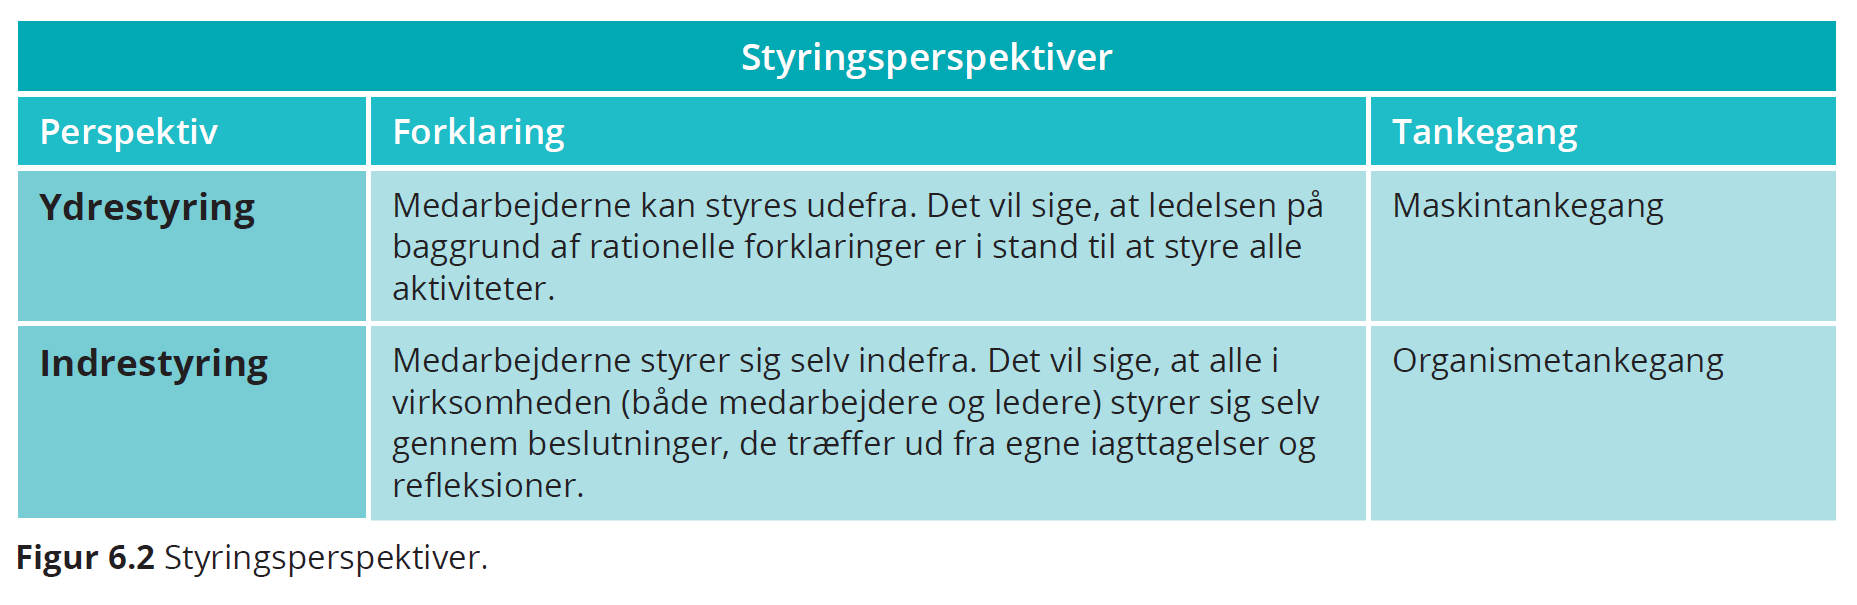 Styringsperspektiver
Perspektiv
Forklaring
Tankegang
Ydrestyring
Medarbejderne kan styres udefra. Det vil sige, at ledelsen på
baggrund af rationelle forklaringer er i stand til at styre alle
aktiviteter.
Maskintankegang
Indrestyring
Medarbejderne styrer sig selv indefra. Det vil sige, at alle i
virksomheden (både medarbejdere og ledere) styrer sig selv
gennem beslutninger, de træffer ud fra egne iagttagelser og
refleksioner.
Organismetankegang
Figur 6.2 Styringsperspektiver.